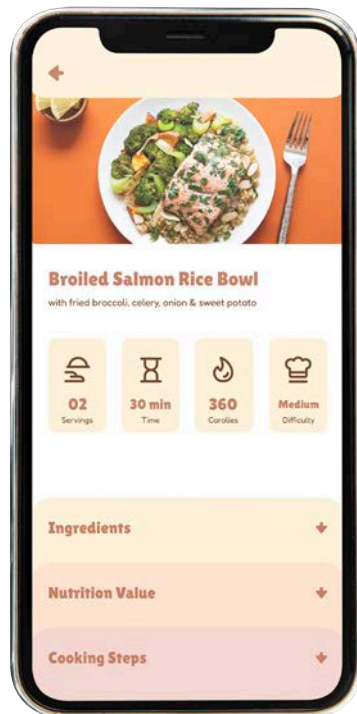 Broiled Salmon Rice Bowl
with fried broccoli, celery, onion & sweet potato
02
Servings
30 min
Time
360
Carolies
Medium
Difficulty
Ingredients
Nutrition Value
Cooking Steps